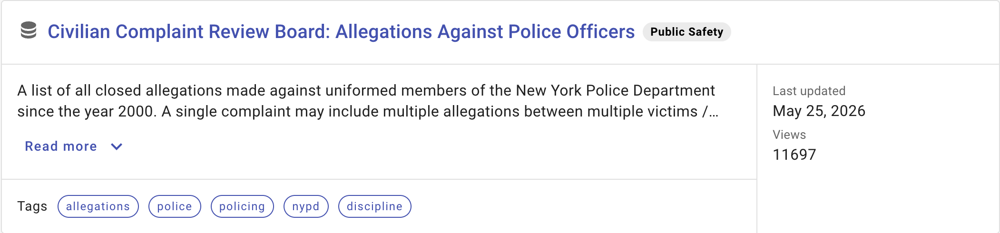 Civilian Complaint Review Board: Allegations Against Police Officers Public Safety
A list of all closed allegations made against uniformed members of the New York Police Department
since the year 2000. A single complaint may include multiple allegations between multiple victims /...
Read more
Tags allegations police policing nypd discipline
Last updated
May 25, 2026
Views
11697